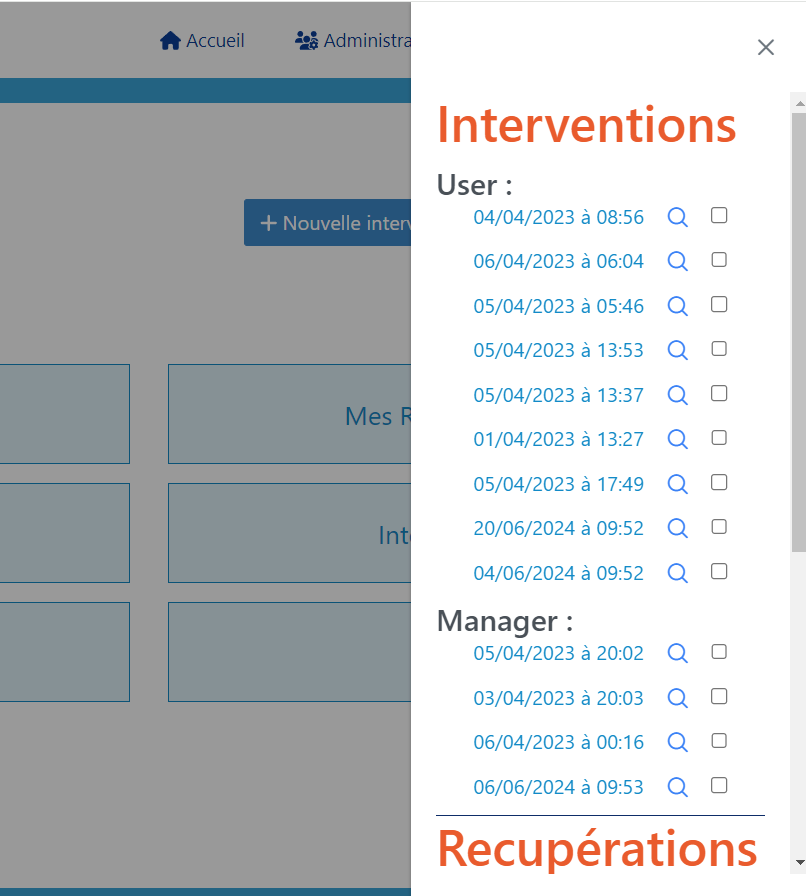 Accueil
Administra
Nouvelle interv
Mes R
Inte
Interventions
User :
04/04/2023 à 08:56
06/04/2023 à 06:04
05/04/2023 à 05:46
05/04/2023 à 13:53
05/04/2023 à 13:37
01/04/2023 à 13:27
05/04/2023 à 17:49
20/06/2024 à 09:52
04/06/2024 à 09:52
Manager :
05/04/2023 à 20:02
03/04/2023 à 20:03
06/04/2023 à 00:16
06/06/2024 à 09:53
Recupérations